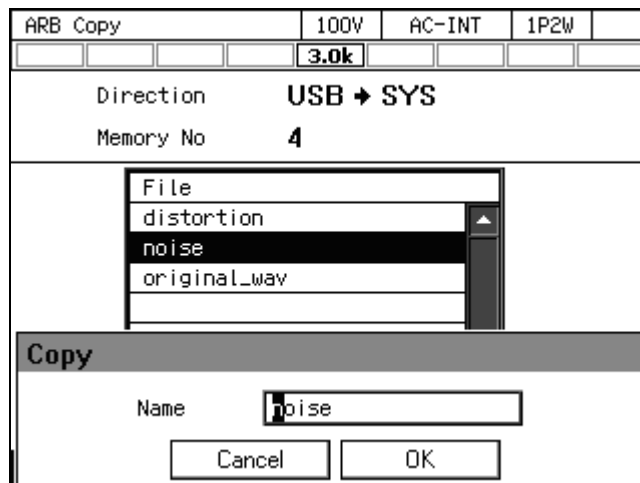 ARB Copy 100V AC-INT 1P2W
3.0k
Direction USB → SYS
Memory No 4
File
distortion
noise
original_wav
Copy
Name noise
Cancel OK